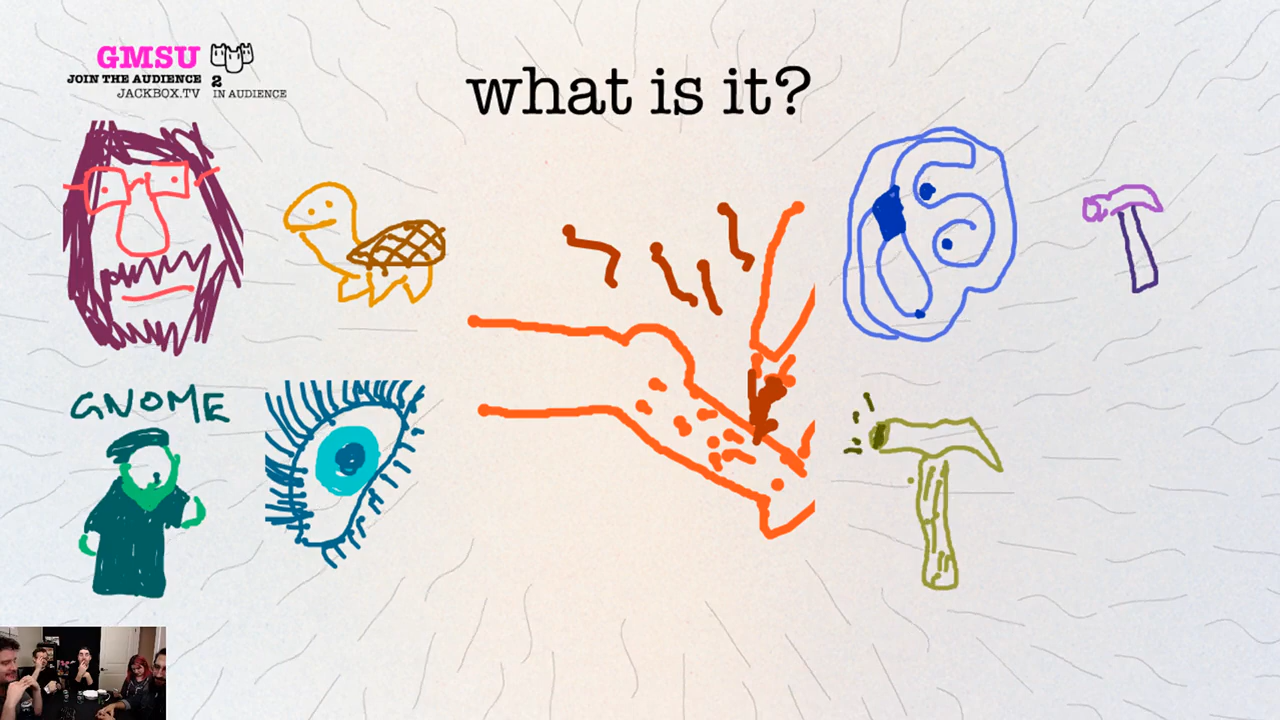 GMSU
JOIN THE AUDIENCE
JACKBOX.TV
2
IN AUDIENCE
what is it?
GNOME